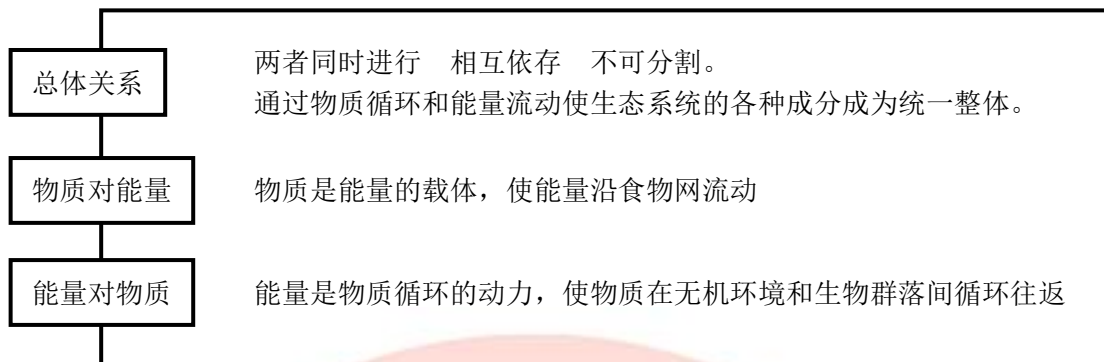 总体关系
两者同时进行　相互依存　不可分割。
通过物质循环和能量流动使生态系统的各种成分成为统一整体。
物质对能量
物质是能量的载体，使能量沿食物网流动
能量对物质
能量是物质循环的动力，使物质在无机环境和生物群落间循环往返